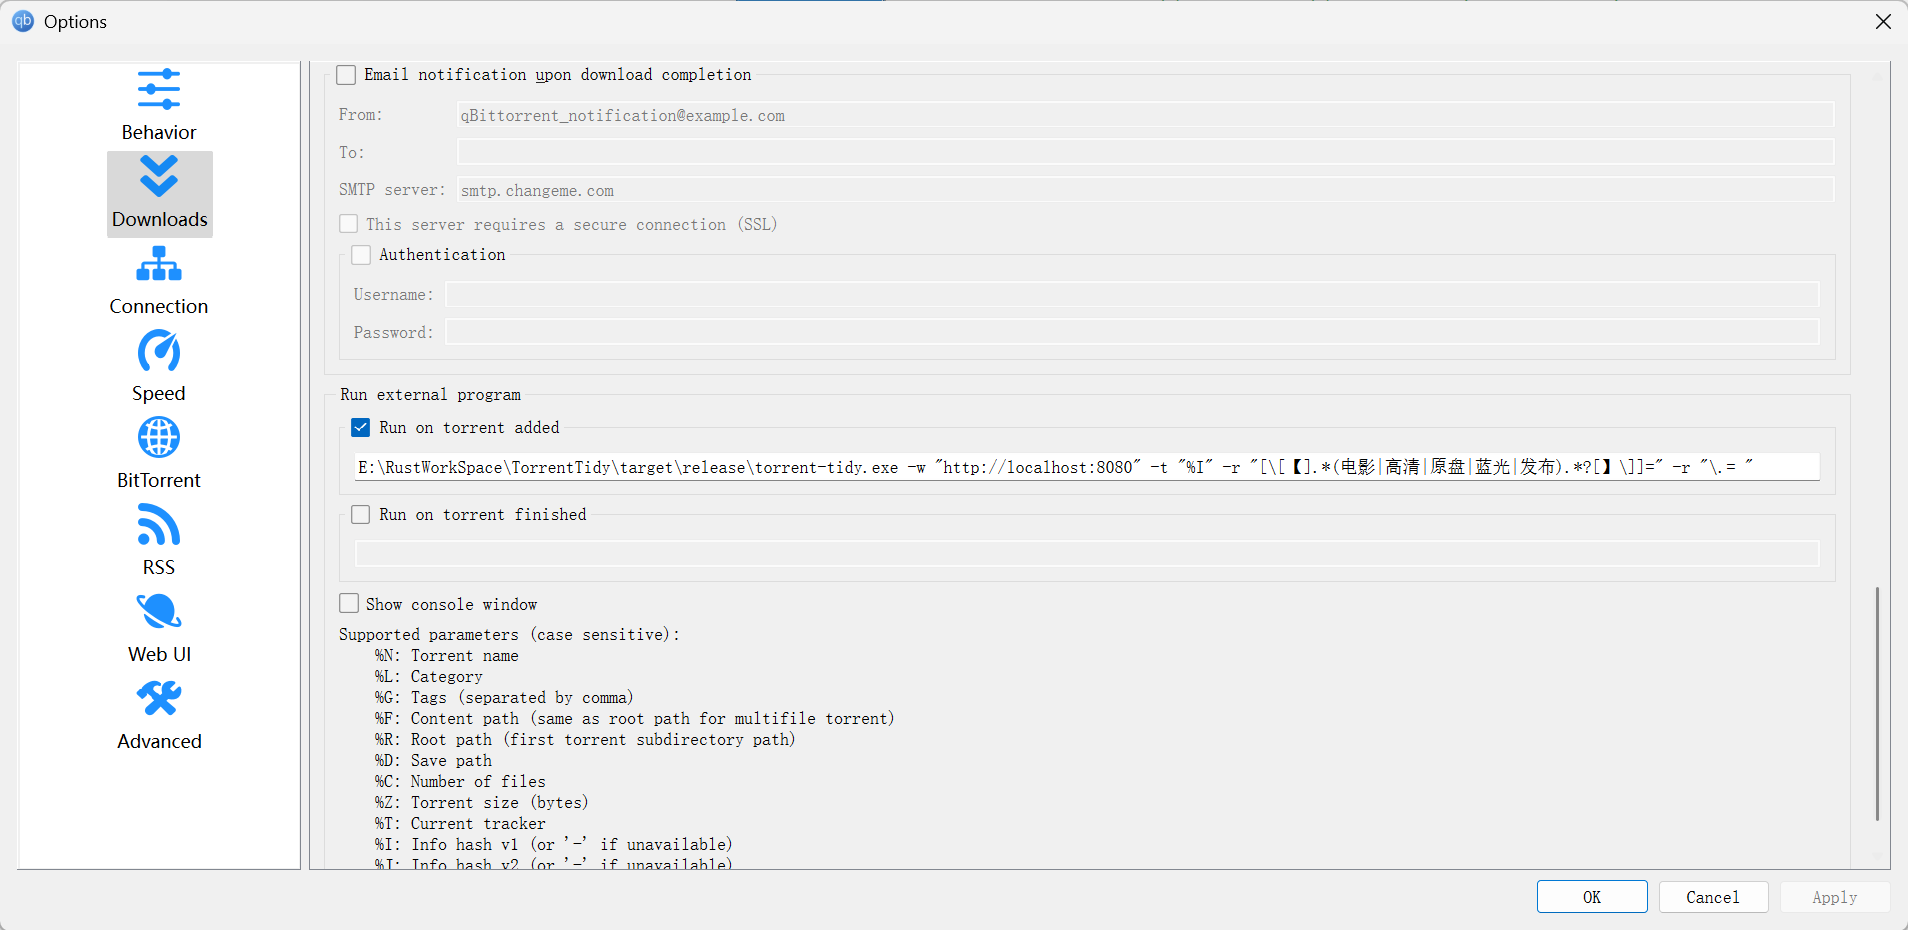 qb Options
Behavior
Downloads
Connection
Speed
BitTorrent
RSS
Web UI
Advanced
Email notification upon download completion
From: qBittorrent_notification@example.com
To:
SMTP server: smtp.changeme.com
This server requires a secure connection (SSL)
Authentication
Username:
Password:
Run external program
Run on torrent added
E:\RustWorkSpace\TorrentTidy\target\release\torrent-tidy.exe -w "http://localhost:8080" -t "%I" -r "[\[【].*(电影|高清|原盘|蓝光|发布).*?[】\]]=" -r "\.= "
Run on torrent finished
Show console window
Supported parameters (case sensitive):
%N: Torrent name
%L: Category
%G: Tags (separated by comma)
%F: Content path (same as root path for multifile torrent)
%R: Root path (first torrent subdirectory path)
%D: Save path
%C: Number of files
%Z: Torrent size (bytes)
%T: Current tracker
%I: Info hash v1 (or '-' if unavailable)
%J: Info hash v2 (or '-' if unavailable)
OK
Cancel
Apply